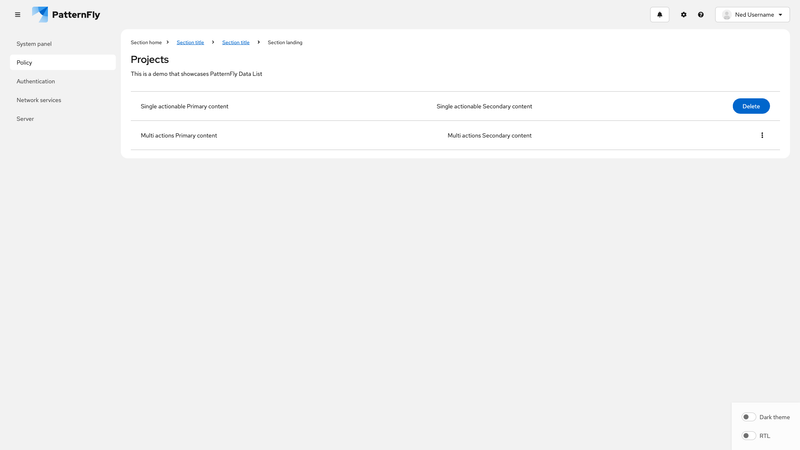 PatternFly
Ned Username
System panel
Policy
Authentication
Network services
Server
Section home
Section title
Section title
Section landing
Projects
This is a demo that showcases PatternFly Data List
Single actionable Primary content
Single actionable Secondary content
Delete
Multi actions Primary content
Multi actions Secondary content
Dark theme
RTL